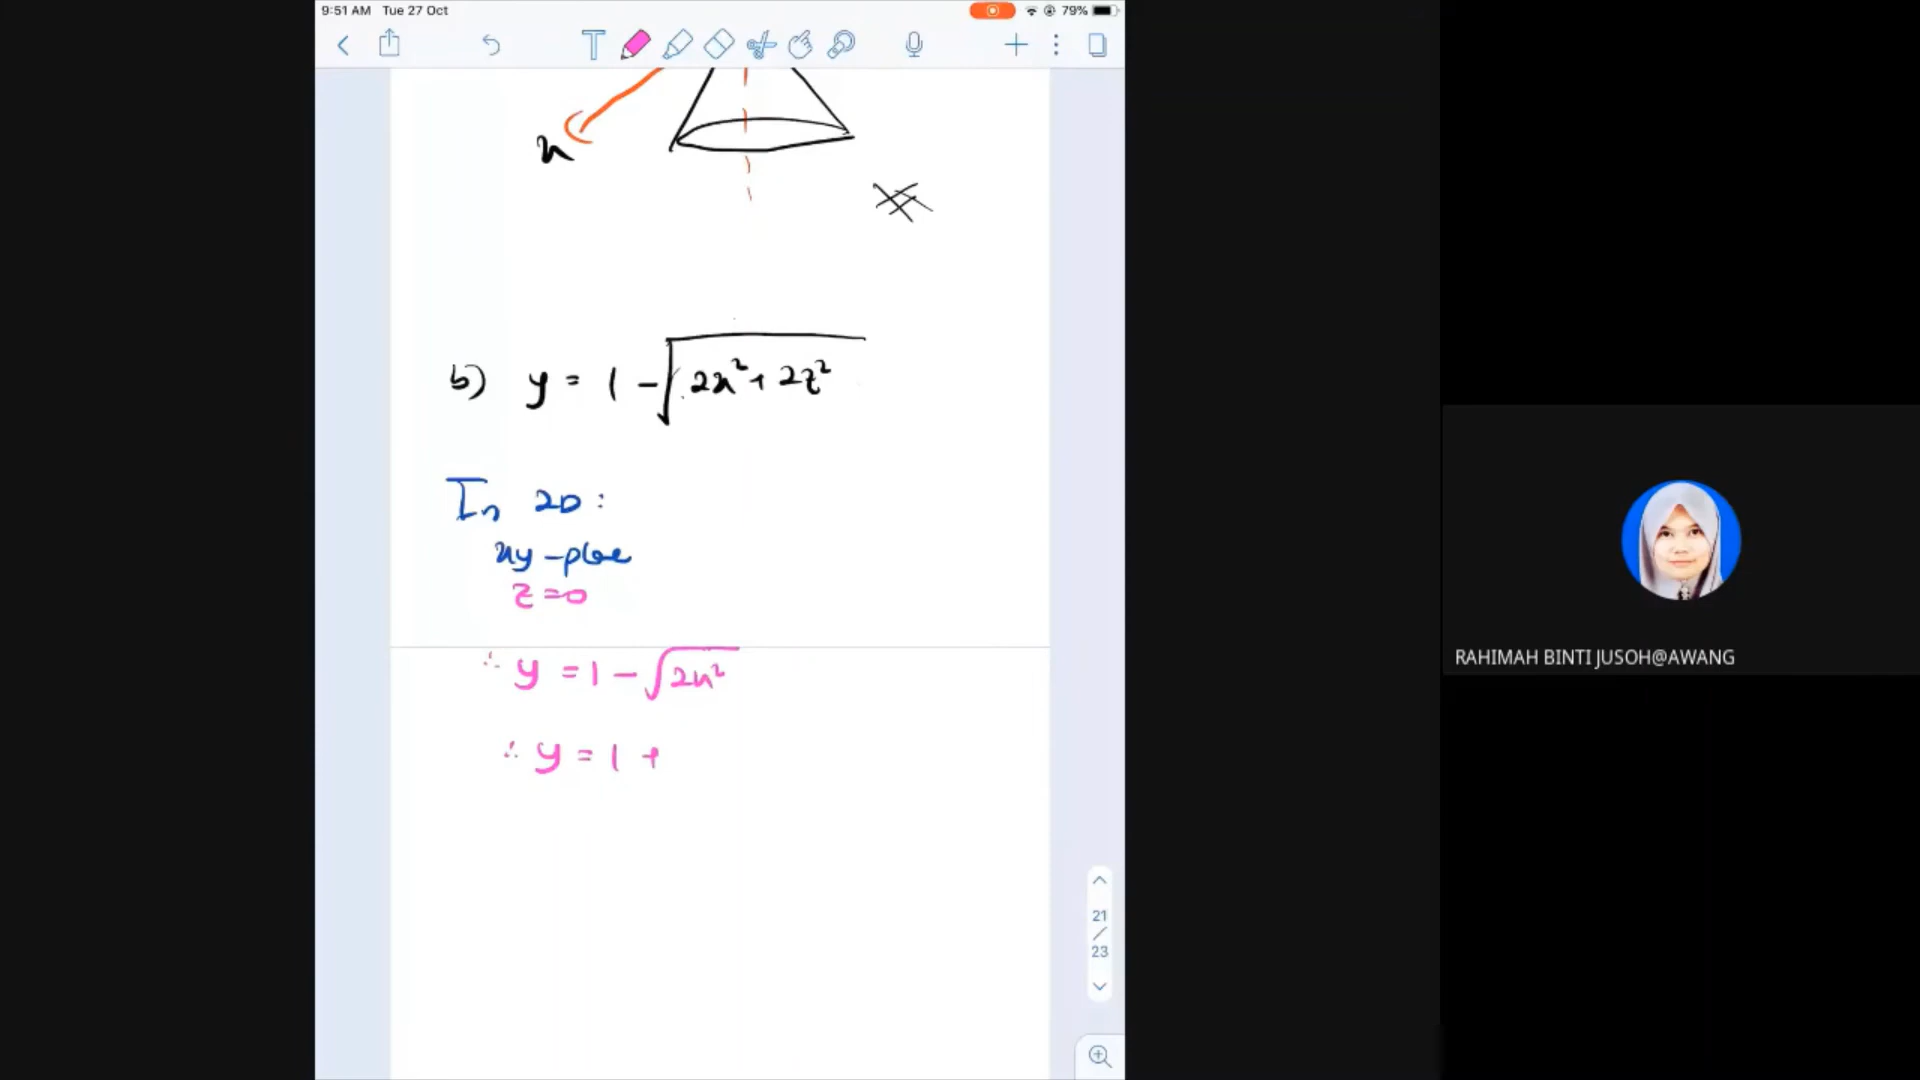 9:51 AM Tue 27 Oct
79%
x
b) y = 1 - √2x² + 2z²
In 2D :
xy - plane
z = 0
∴ y = 1 - √2x²
∴ y = 1 +
21
/
23
RAHIMAH BINTI JUSOH@AWANG